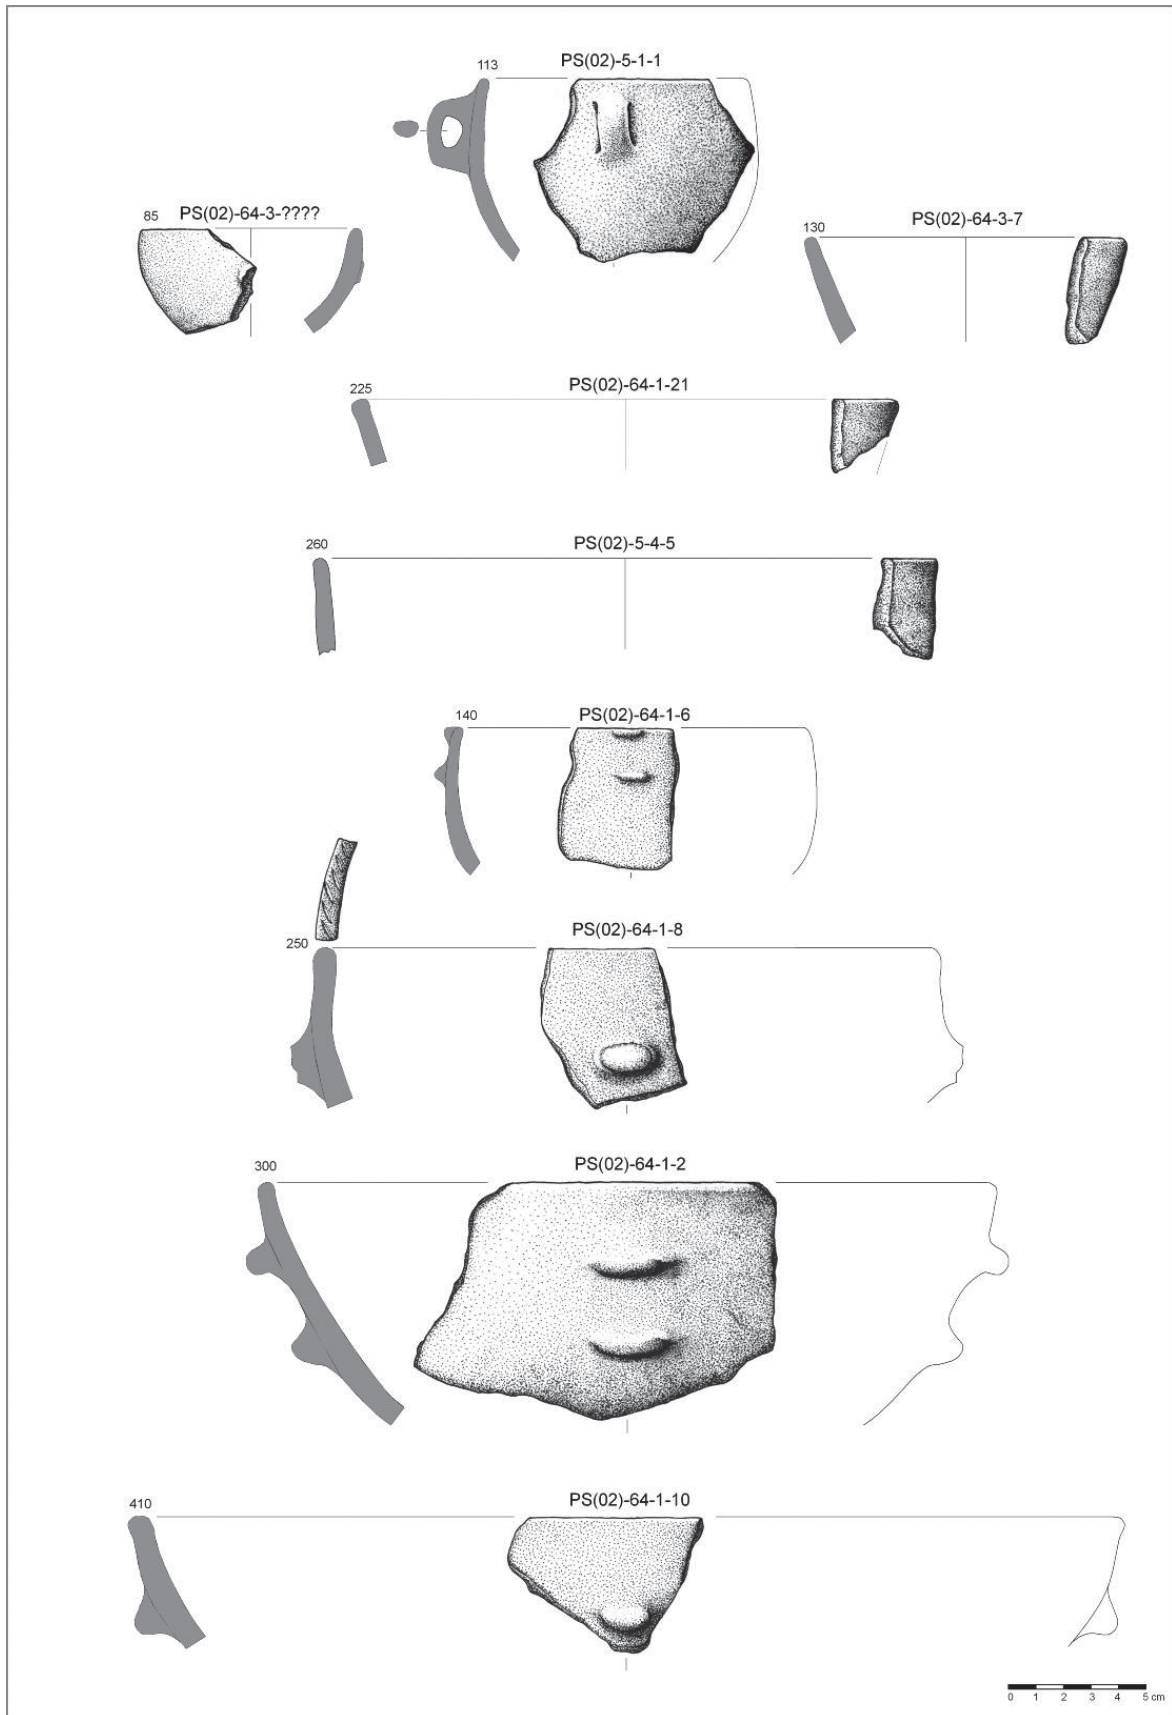 PS(02)-5-1-1
113
85 PS(02)-64-3-????
PS(02)-64-3-7
130
PS(02)-64-1-21
225
PS(02)-5-4-5
260
140 PS(02)-64-1-6
PS(02)-64-1-8
250
300 PS(02)-64-1-2
PS(02)-64-1-10
410
0 1 2 3 4 5 cm